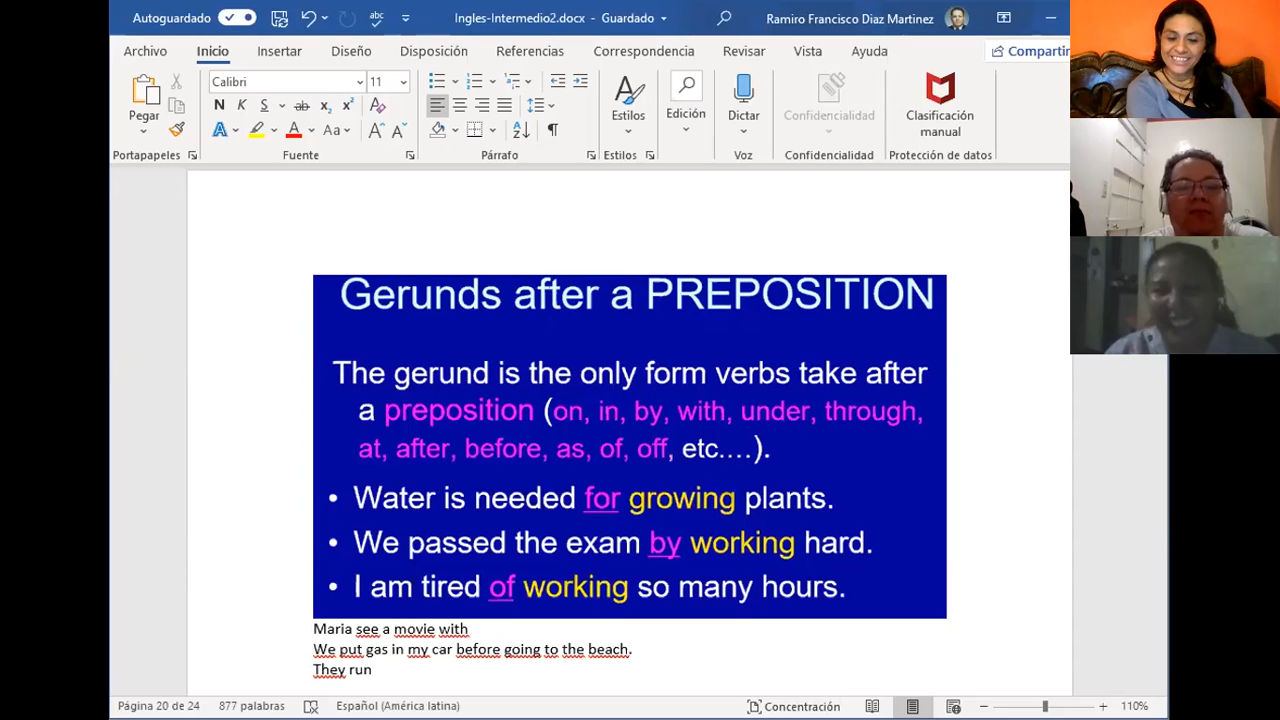 Autoguardado
Ingles-Intermedio2.docx - Guardado
Ramiro Francisco Diaz Martinez
Archivo Inicio Insertar Diseño Disposición Referencias Correspondencia Revisar Vista Ayuda Compartir
Calibri 11
Pegar
N K S ab x₂ x²
A A Aa A A
Estilos
Edición
Dictar
Confidencialidad
Clasificación
manual
Portapapeles Fuente Párrafo Estilos Voz Confidencialidad Protección de datos
Gerunds after a PREPOSITION
The gerund is the only form verbs take after
a preposition (on, in, by, with, under, through,
at, after, before, as, of, off, etc.…).
• Water is needed for growing plants.
• We passed the exam by working hard.
• I am tired of working so many hours.
Maria see a movie with
We put gas in my car before going to the beach.
They run
Página 20 de 24 877 palabras Español (América latina) Concentración 110%